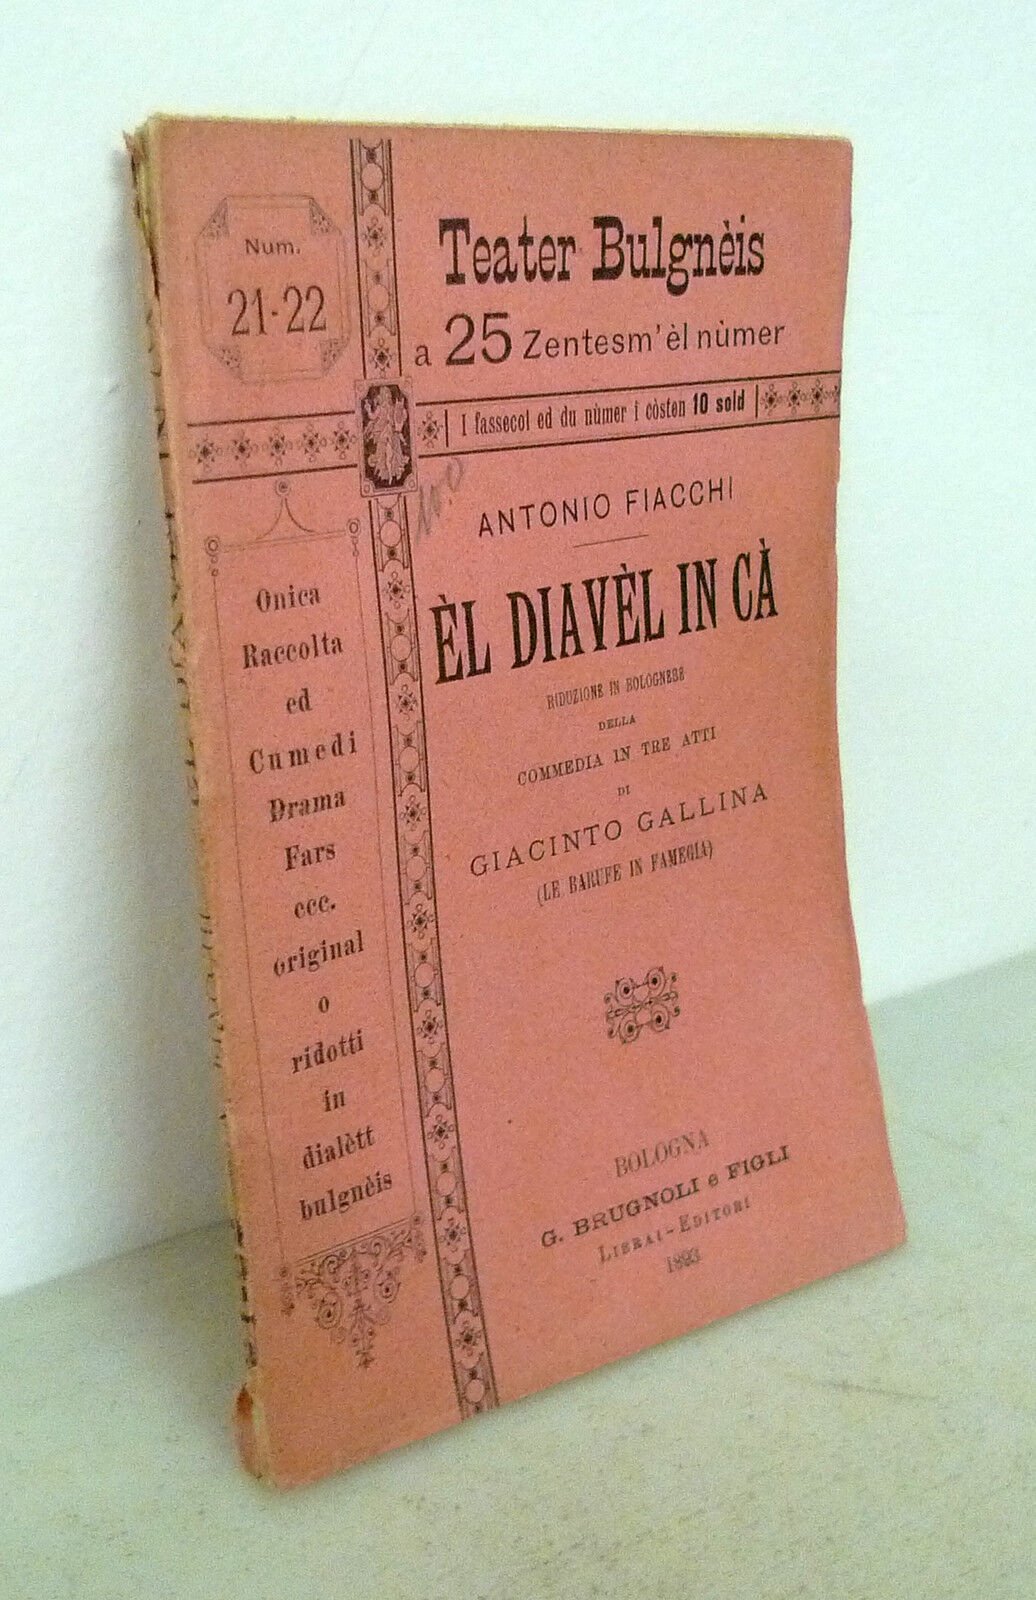 Num.
21-22
Teater Bulgnèis
a 25 Zentesm' èl nùmer
I fassecol ed du nùmer i còsten 10 sold
ANTONIO FIACCHI
ÈL DIAVÈL IN CÀ
RIDUZIONE IN BOLOGNESE
DELLA
COMMEDIA IN TRE ATTI
DI
GIACINTO GALLINA
(LE BARUFE IN FAMEGIA)
BOLOGNA
G. BRUGNOLI e FIGLI
LIBRAI-EDITORI
1893
Onica
Raccolta
ed
Cumedi
Drama
Fars
ecc.
original
o
ridotti
in
dialètt
bulgnèis